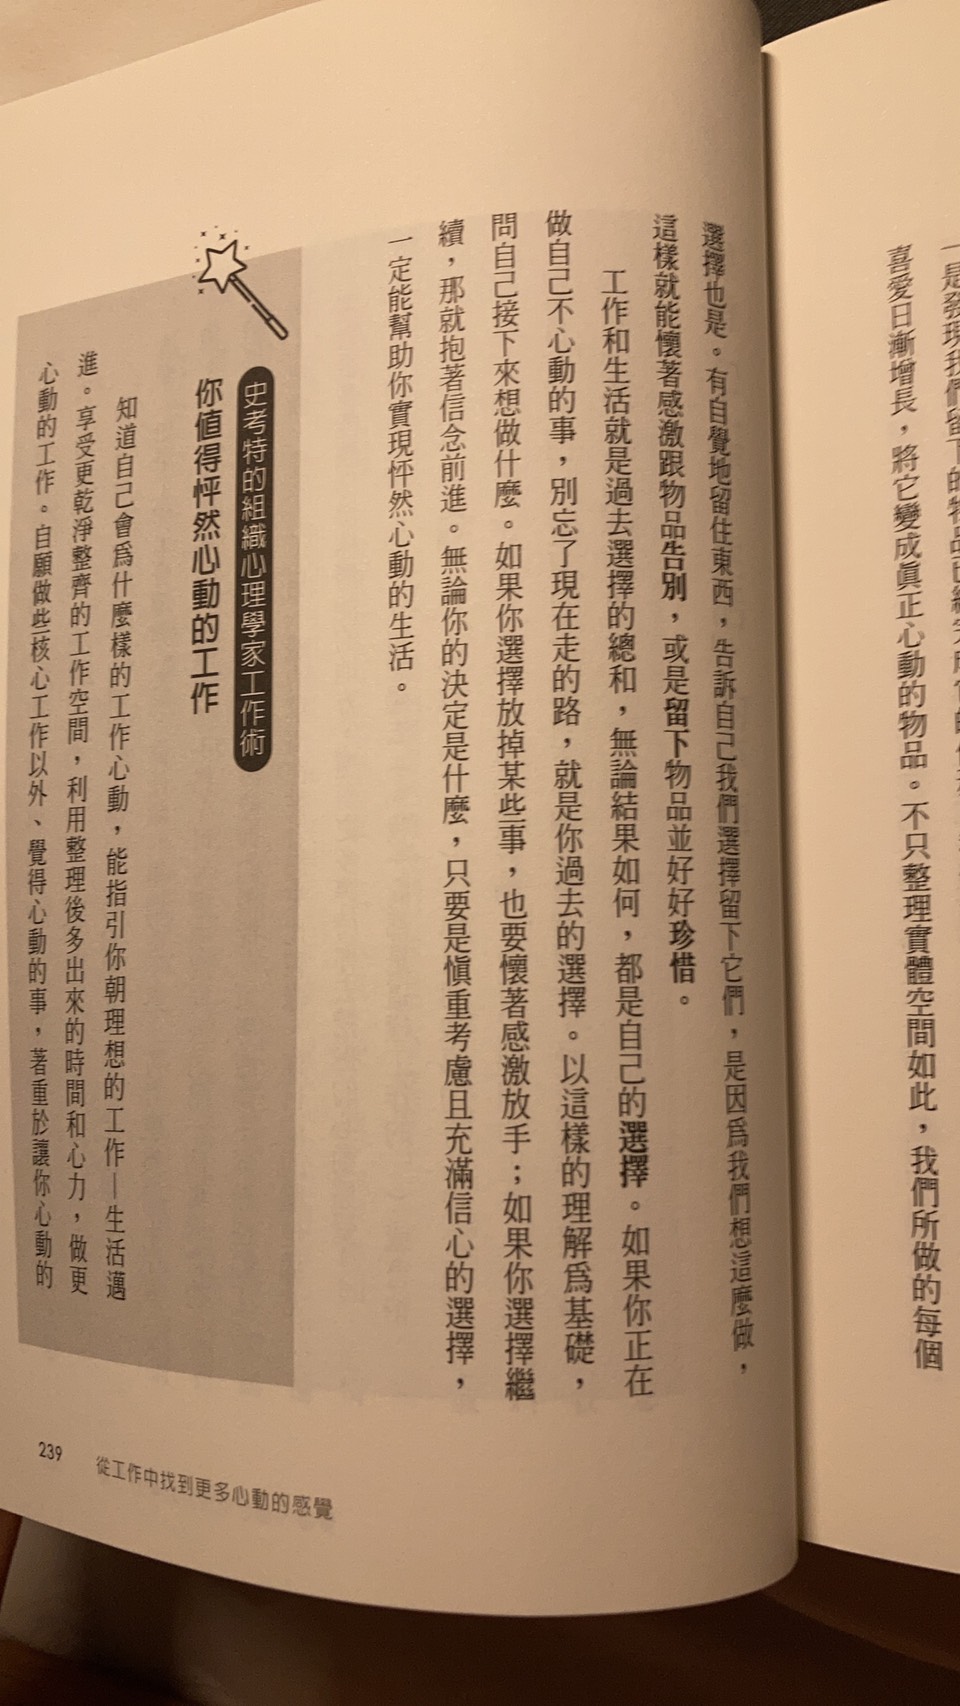 喜愛日漸增長，將它變成真正心動的物品。不只整理實體空間如此，我們所做的每個
選擇也是。有自覺地留住東西，告訴自己我們選擇留下它們，是因爲我們想這麼做，
這樣就能懷著感激跟物品告別，或是留下物品並好好珍惜。
工作和生活就是過去選擇的總和，無論結果如何，都是自己的選擇。如果你正在
做自己不心動的事，別忘了現在走的路，就是你過去的選擇。以這樣的理解爲基礎，
問自己接下來想做什麼。如果你選擇放掉某些事，也要懷著感激放手；如果你選擇繼
續，那就抱著信念前進。無論你的決定是什麼，只要是愼重考慮且充滿信心的選擇，
一定能幫助你實現怦然心動的生活。
史考特的組織心理學家工作術
你值得怦然心動的工作
知道自己會爲什麼樣的工作心動，能指引你朝理想的工作—生活邁
進。享受更乾淨整齊的工作空間，利用整理後多出來的時間和心力，做更
心動的工作。自願做些核心工作以外、覺得心動的事，著重於讓你心動的
239
從工作中找到更多心動的感覺